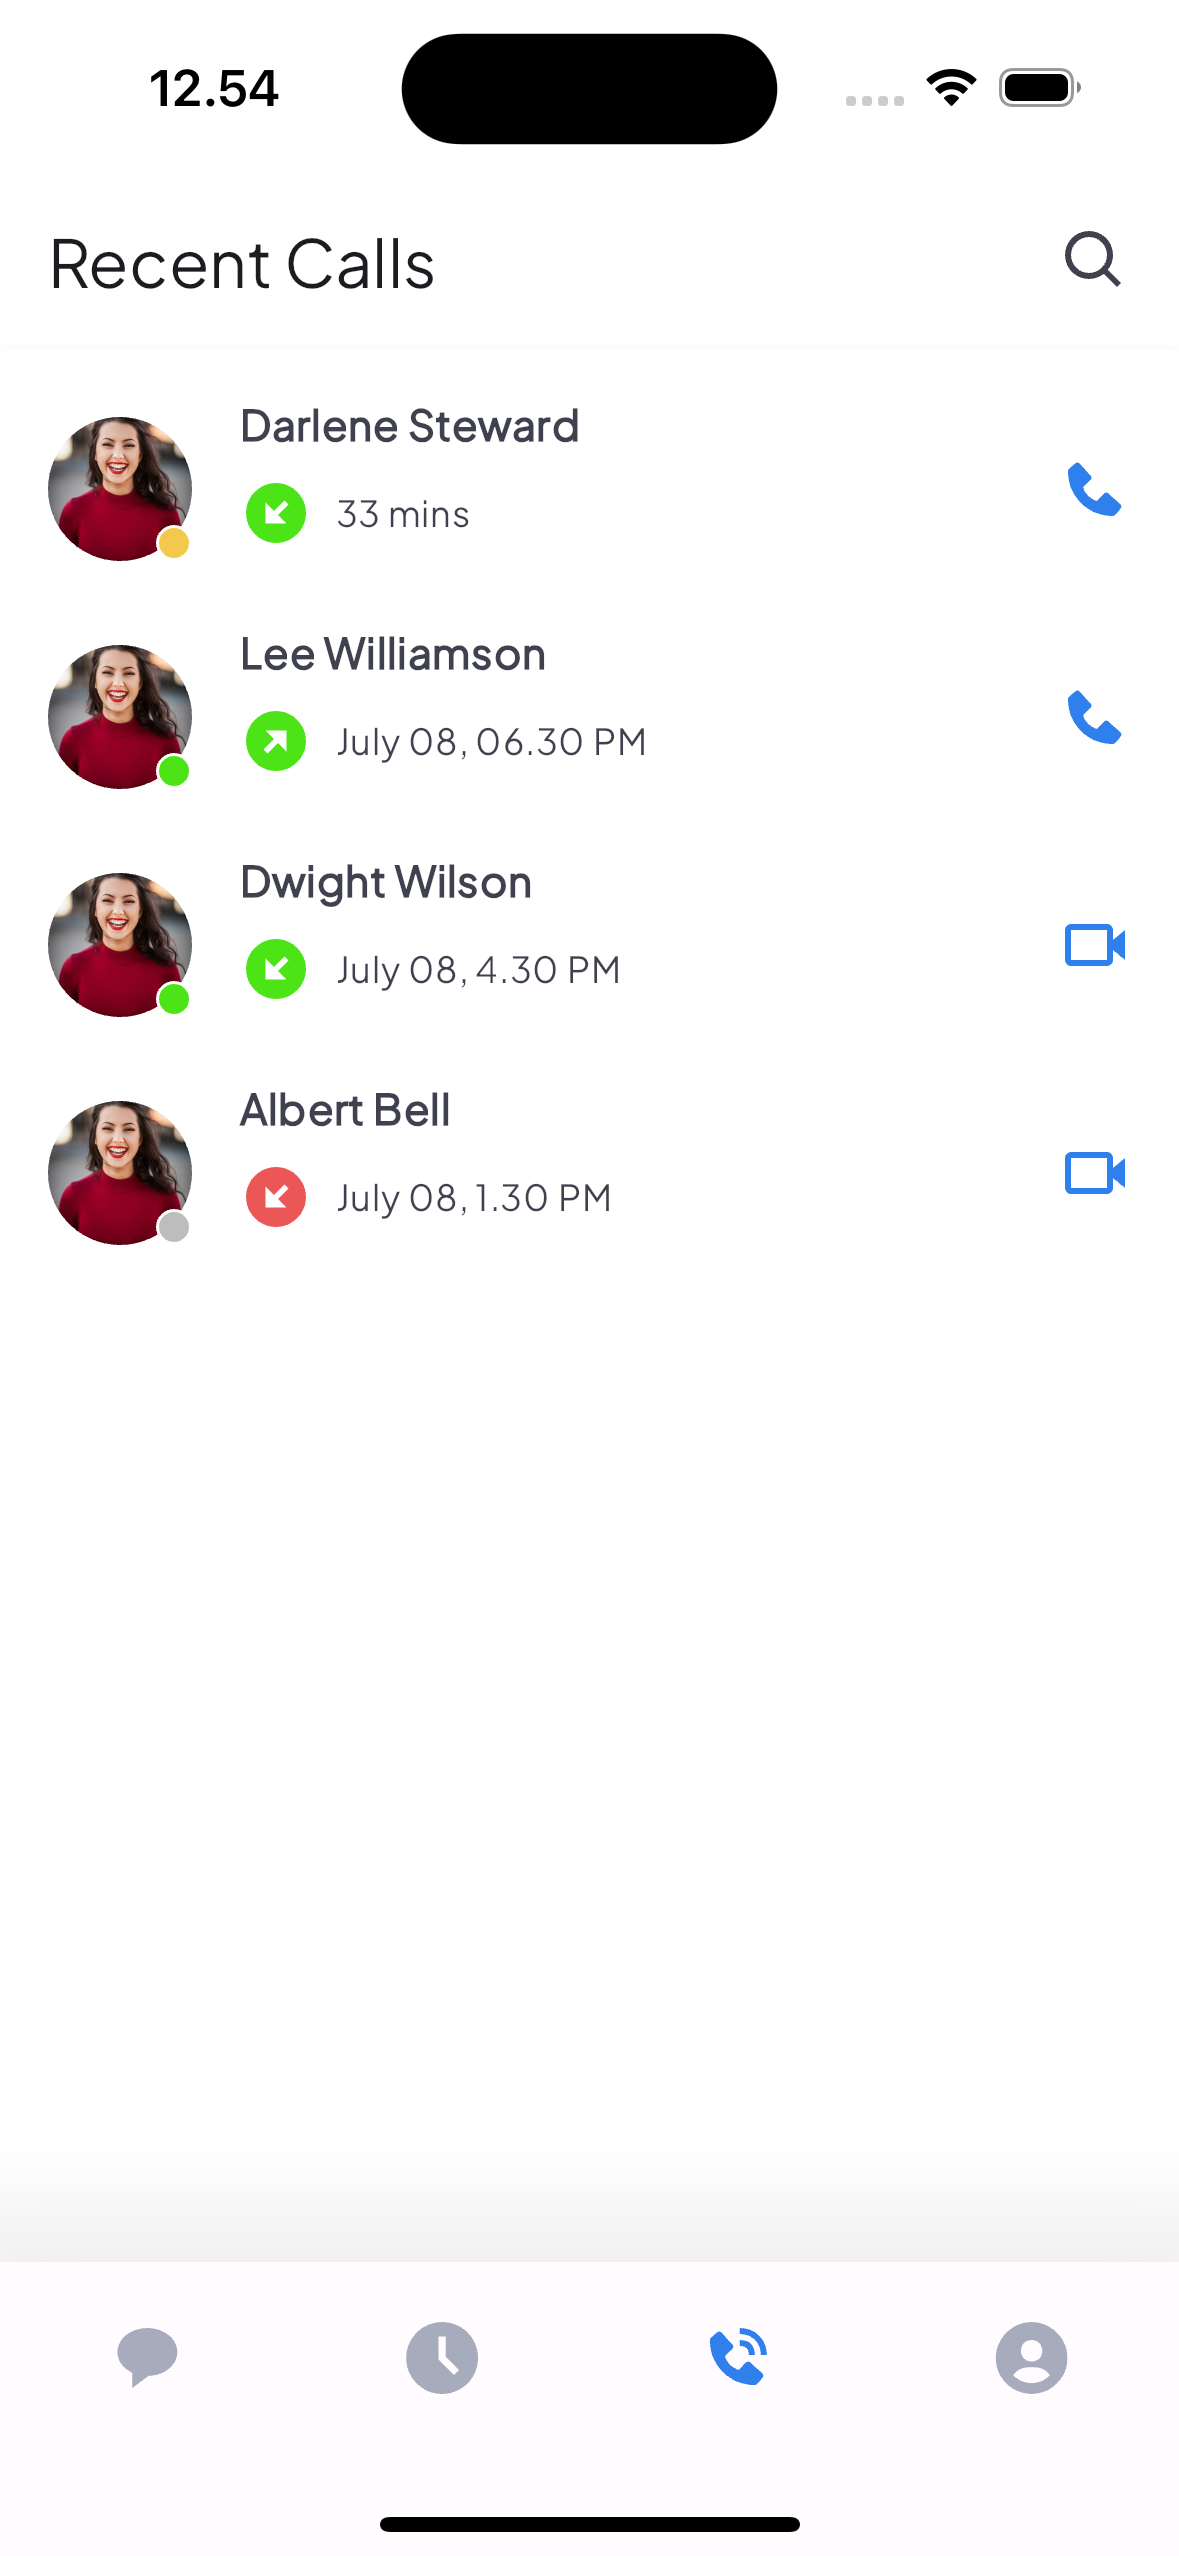 12.54
Recent Calls
Darlene Steward
33 mins
Lee Williamson
July 08, 06.30 PM
Dwight Wilson
July 08, 4.30 PM
Albert Bell
July 08, 1.30 PM